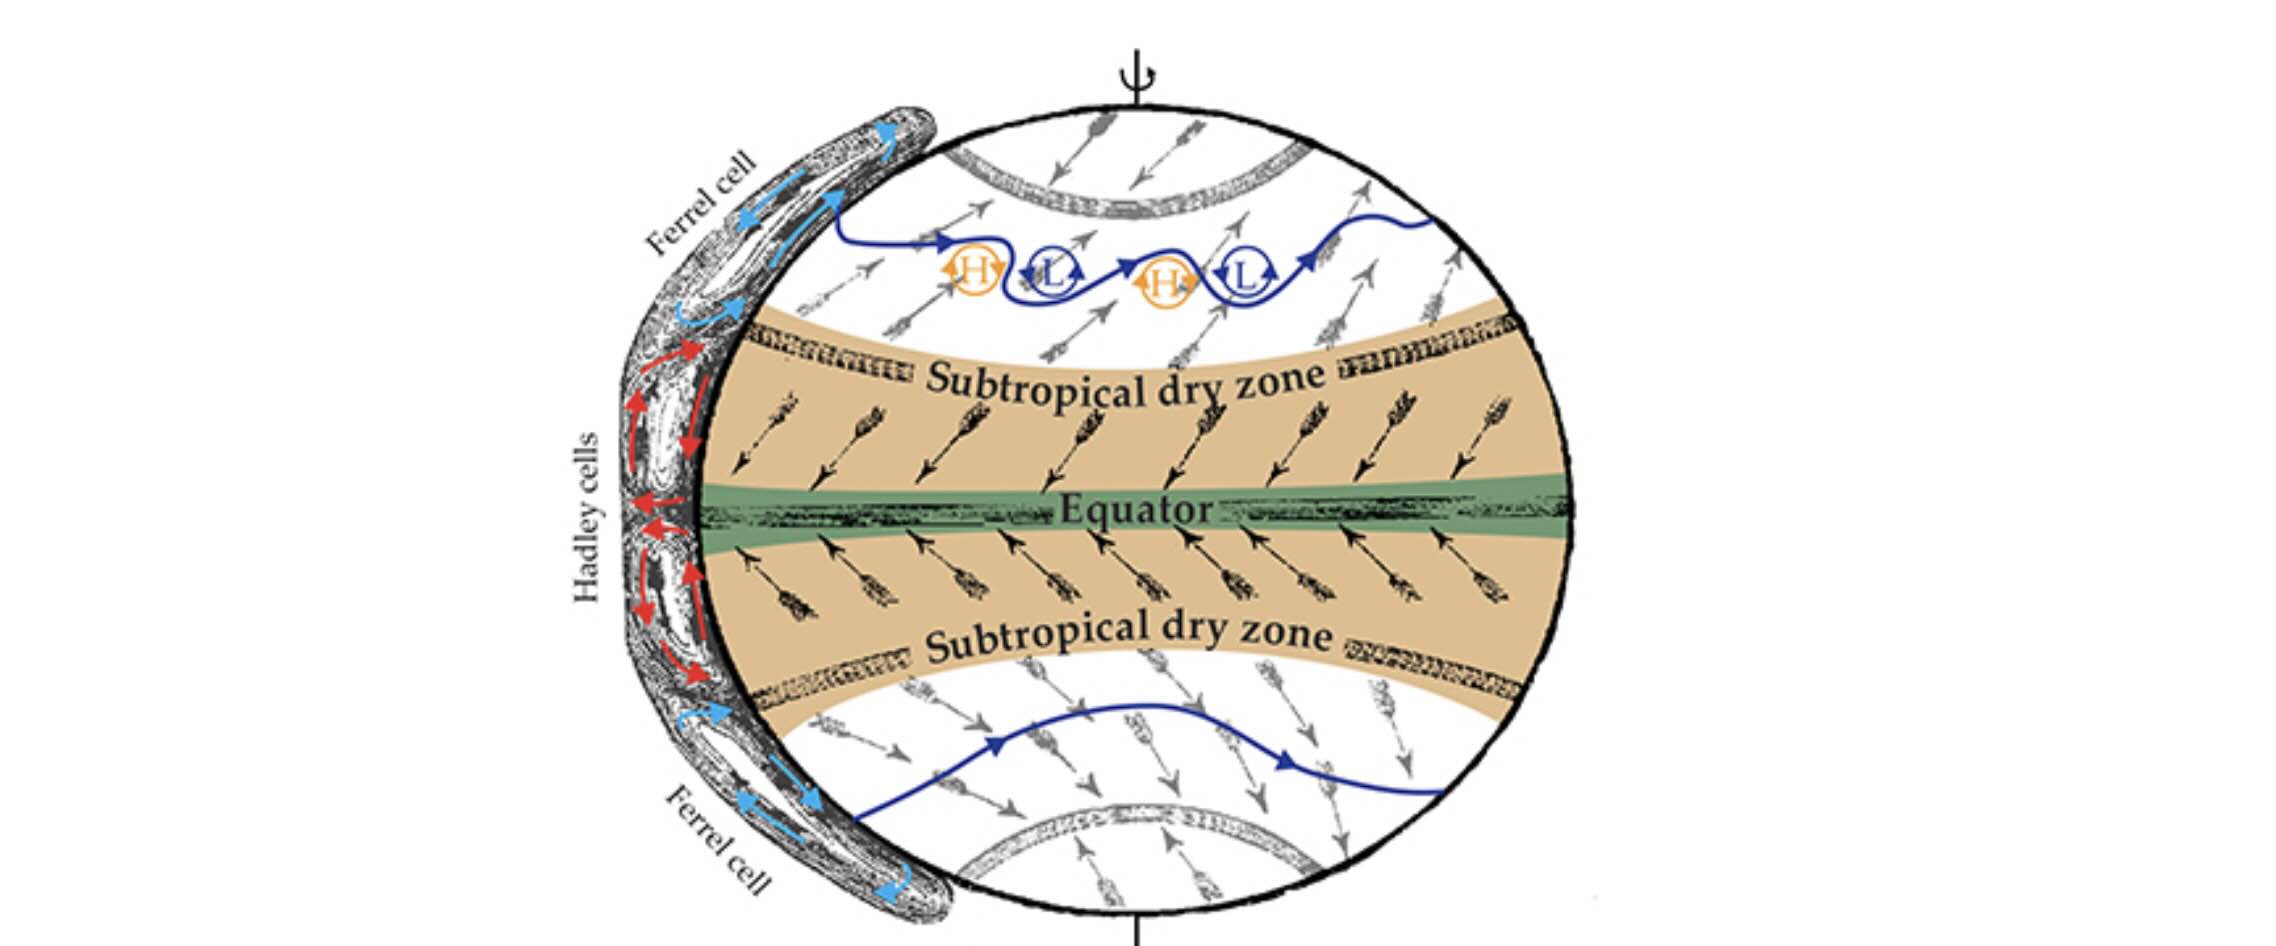 Ferrel cell
H
L
H
L
Subtropical dry zone
Hadley cells
Equator
Subtropical dry zone
Ferrel cell